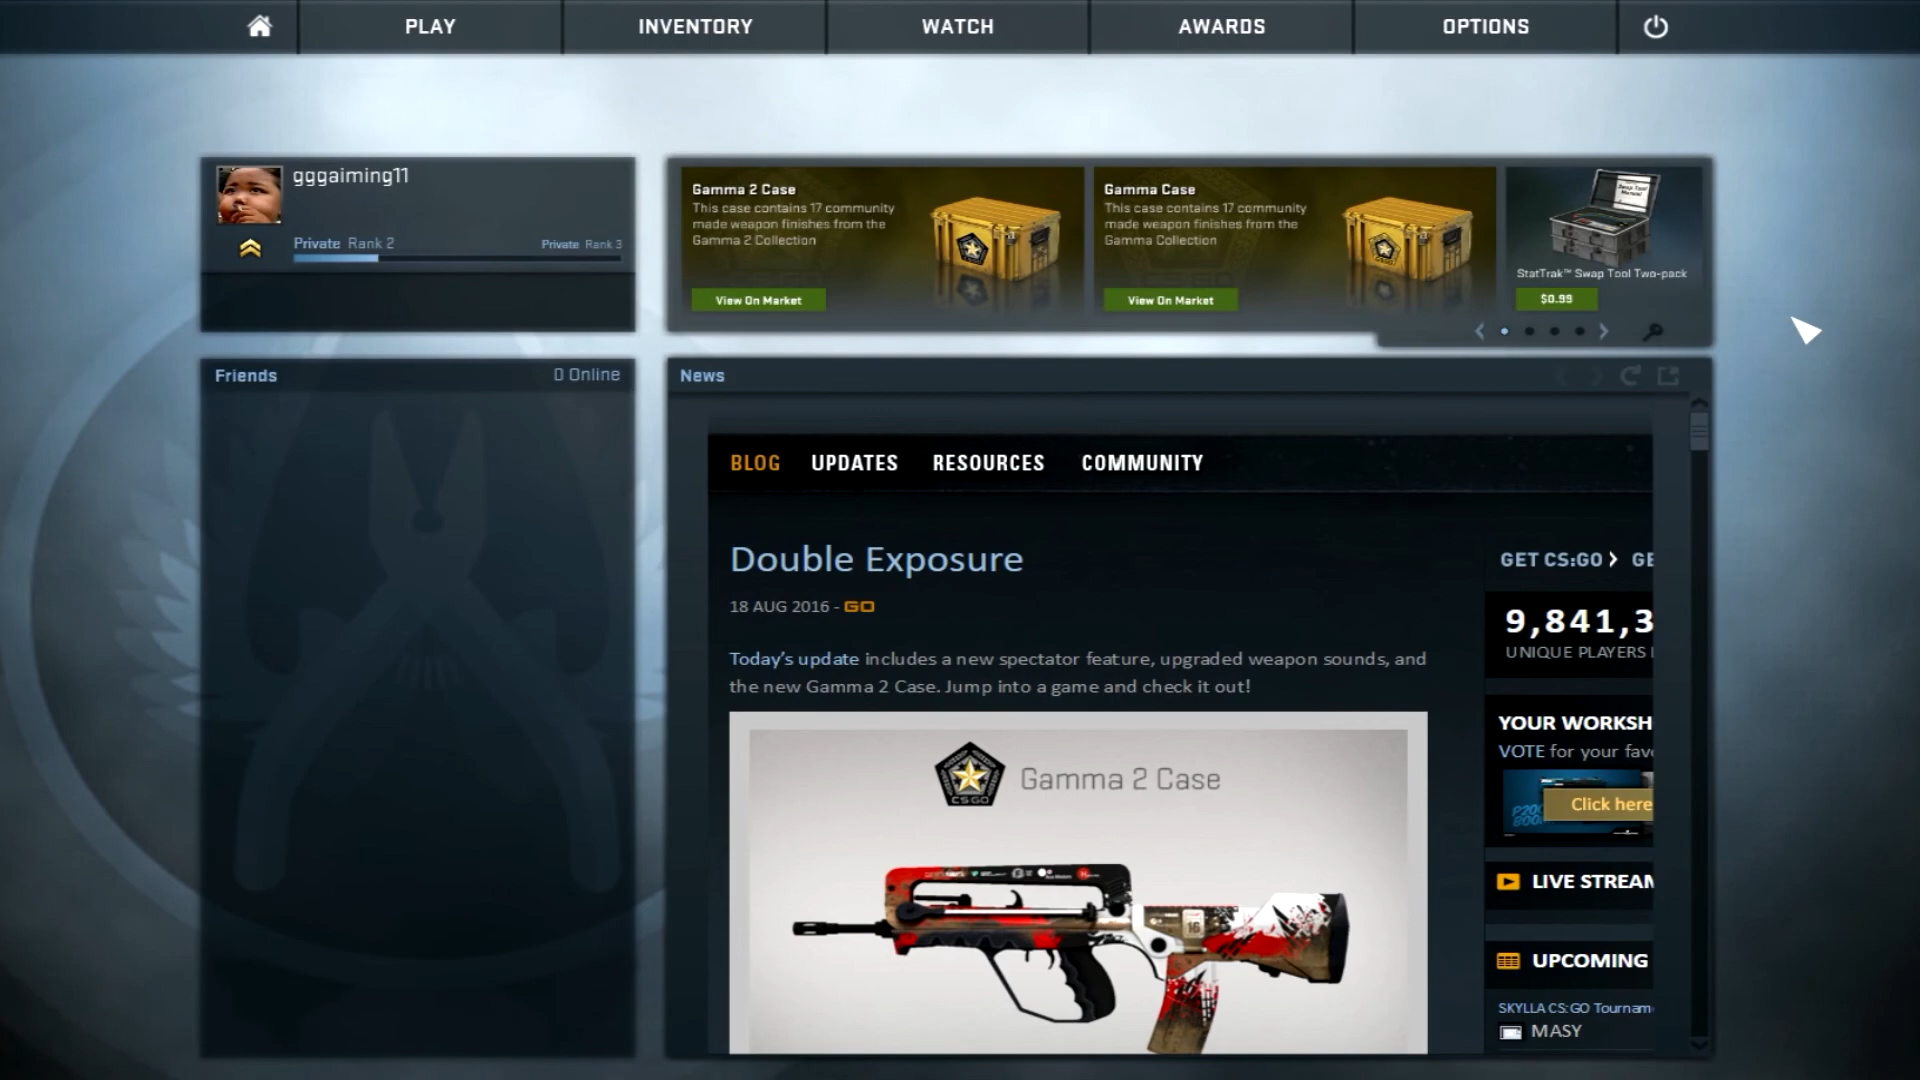 PLAY
INVENTORY
WATCH
AWARDS
OPTIONS
gggaiming11
Private Rank 2
Private Rank 3
Gamma 2 Case
This case contains 17 community
made weapon finishes from the
Gamma 2 Collection
View On Market
Gamma Case
This case contains 17 community
made weapon finishes from the
Gamma Collection
View On Market
StatTrak™ Swap Tool Two-pack
$0.99
Friends
0 Online
News
BLOG
UPDATES
RESOURCES
COMMUNITY
Double Exposure
18 AUG 2016 - GO
Today's update includes a new spectator feature, upgraded weapon sounds, and
the new Gamma 2 Case. Jump into a game and check it out!
CSGO
Gamma 2 Case
16
GET CS:GO
GE
9,841,3
UNIQUE PLAYERS
YOUR WORKSH
VOTE for your favo
Click here
LIVE STREAM
UPCOMING
SKYLLA CS:GO Tournam
MASY